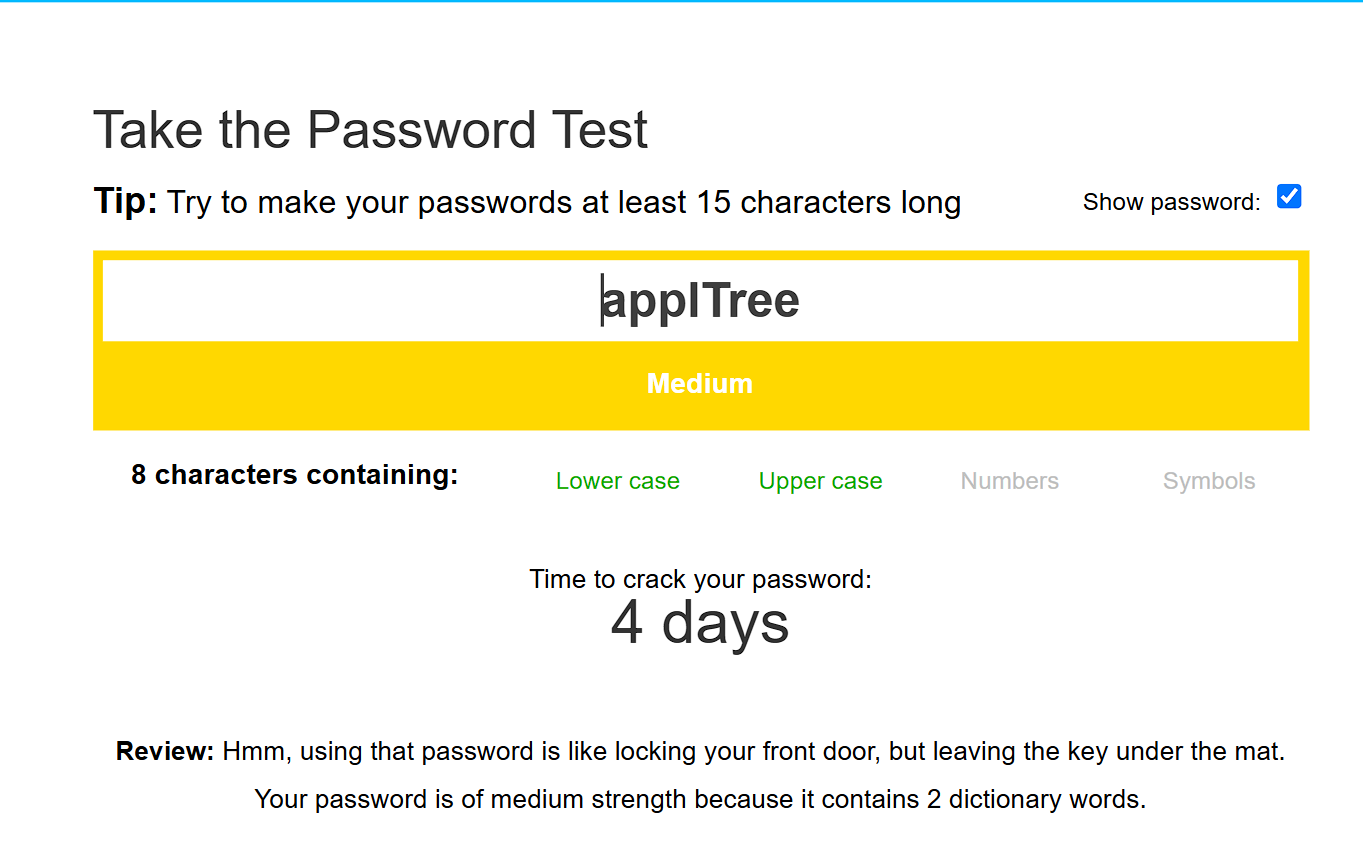 Take the Password Test
Tip: Try to make your passwords at least 15 characters long
Show password:
applTree
Medium
8 characters containing:
Lower case
Upper case
Numbers
Symbols
Time to crack your password:
4 days
Review: Hmm, using that password is like locking your front door, but leaving the key under the mat.
Your password is of medium strength because it contains 2 dictionary words.